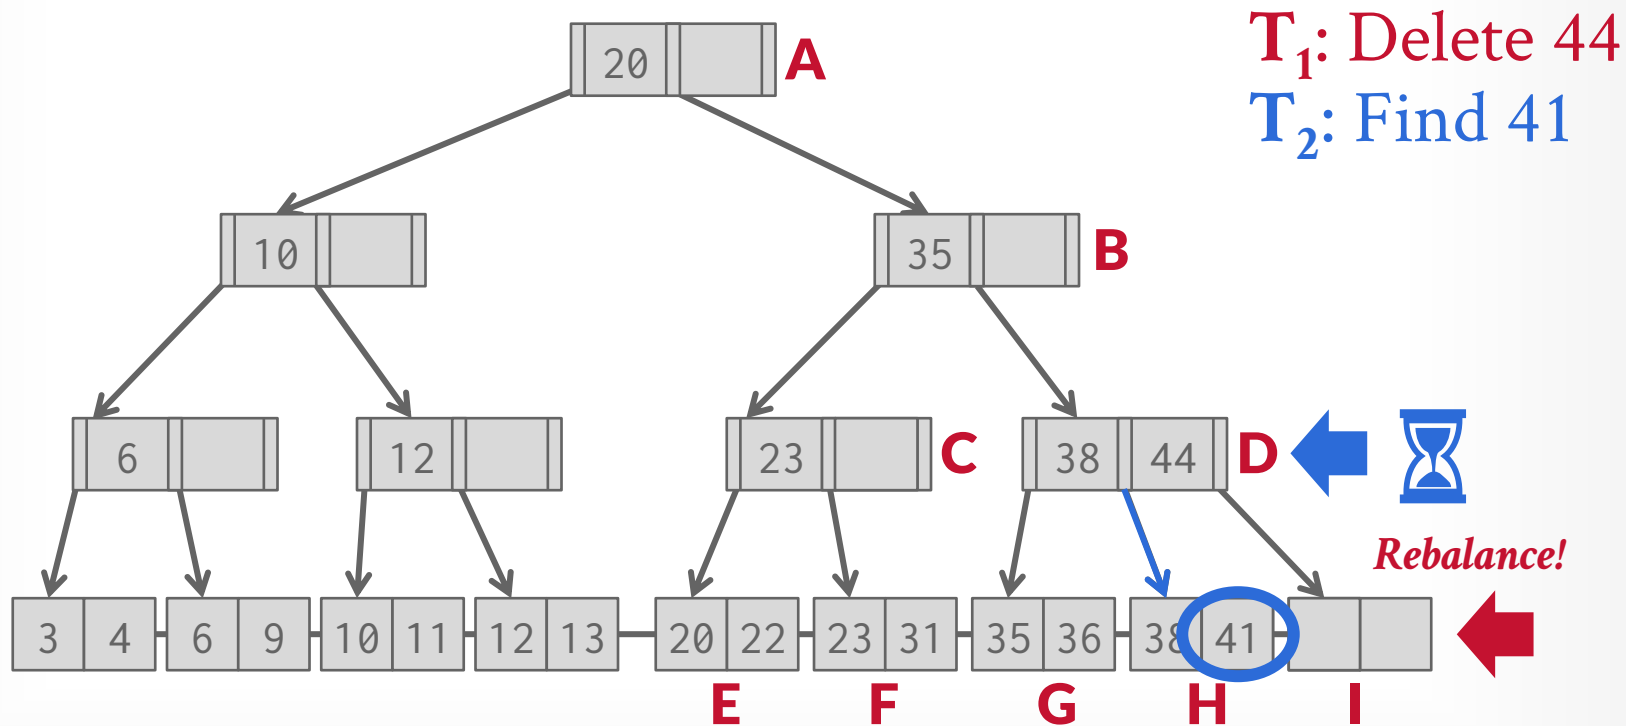 T1: Delete 44
T2: Find 41
20 A
10 35 B
6 12 23 C 38 44 D
Rebalance!
3 4 6 9 10 11 12 13 20 22 23 31 35 36 38 41
E F G H I